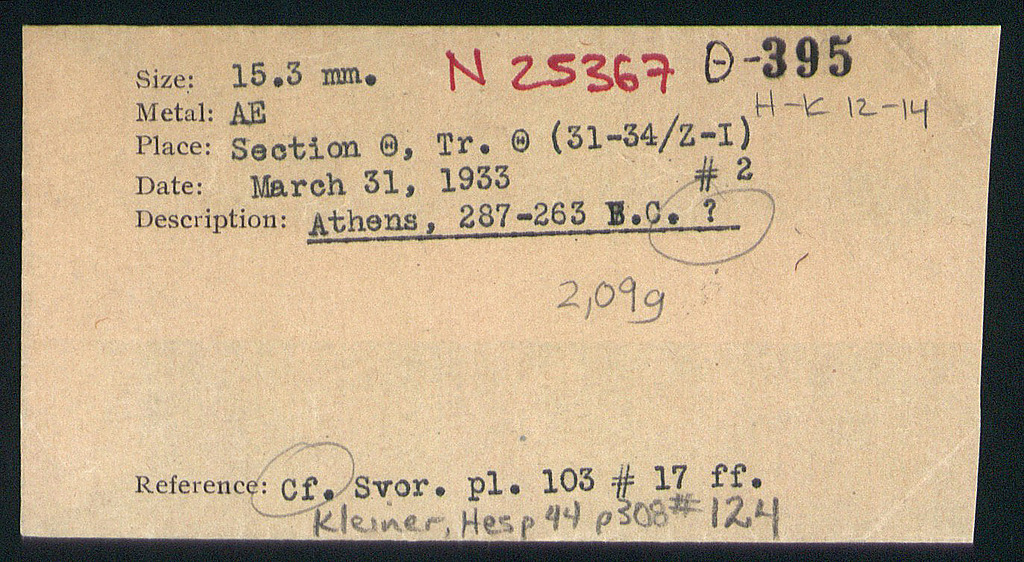 N 25367 Θ-395
Size: 15.3 mm.
H-K 12-14
Metal: AE
Place: Section Θ, Tr. Θ (31-34/Z-I)
# 2
Date: March 31, 1933
Description: Athens, 287-263 B.C. ?
2,09g
Reference: Cf. Svor. pl. 103 # 17 ff.
Kleiner, Hesp 44 p308 # 124